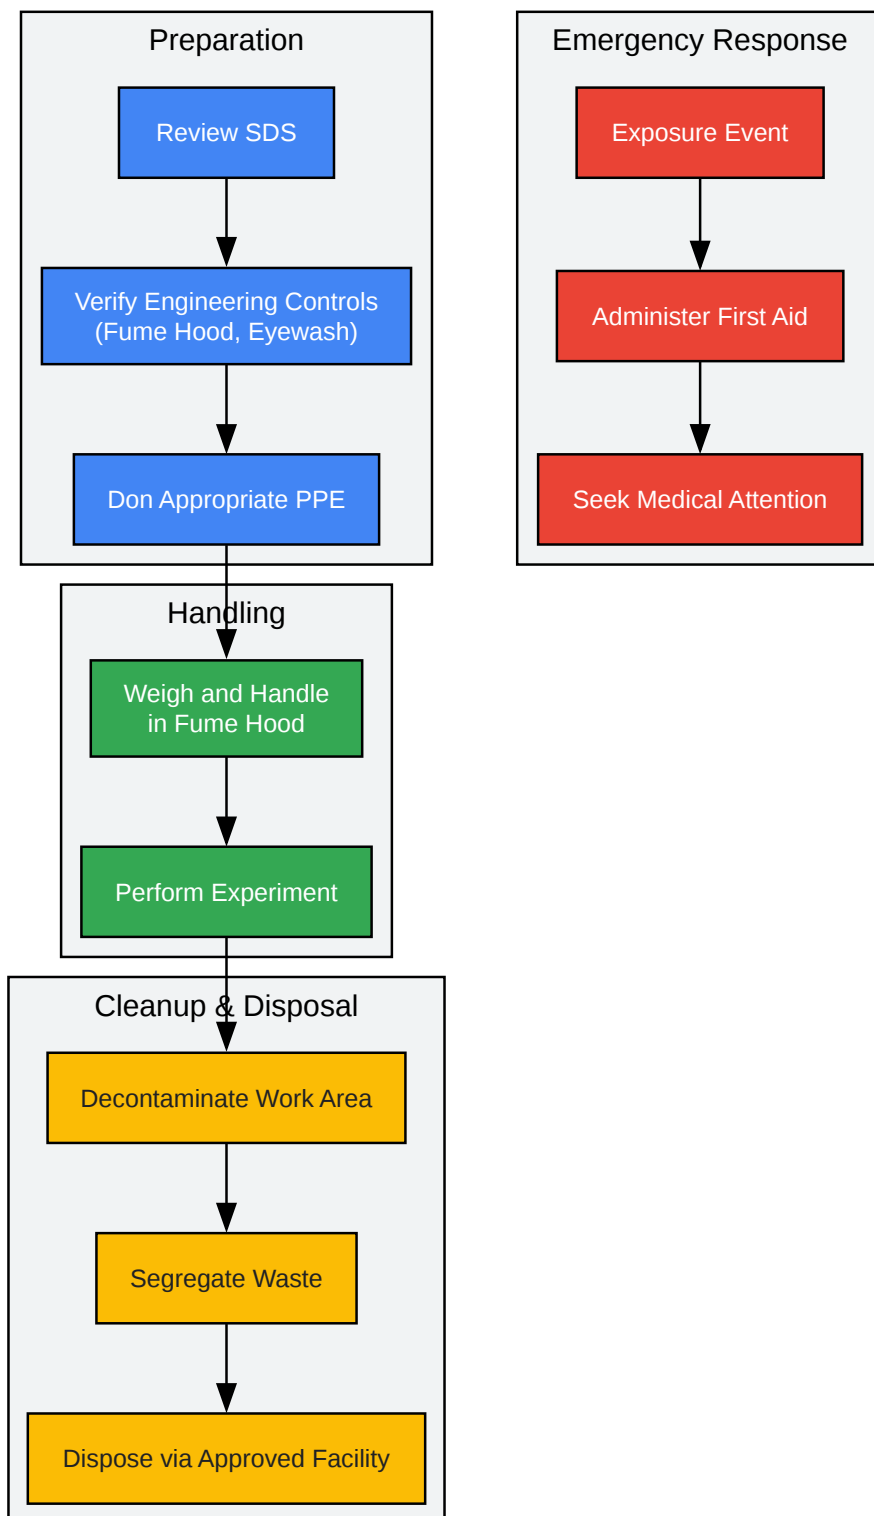 Preparation
Review SDS
Verify Engineering Controls
(Fume Hood, Eyewash)
Don Appropriate PPE
Handling
Weigh and Handle
in Fume Hood
Perform Experiment
Cleanup & Disposal
Decontaminate Work Area
Segregate Waste
Dispose via Approved Facility
Emergency Response
Exposure Event
Administer First Aid
Seek Medical Attention